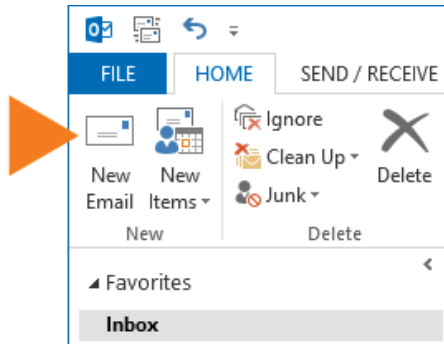 FILE HOME SEND / RECEIVE
Ignore
Clean Up
Junk
New Email
New Items
Delete
New Delete
Favorites
Inbox